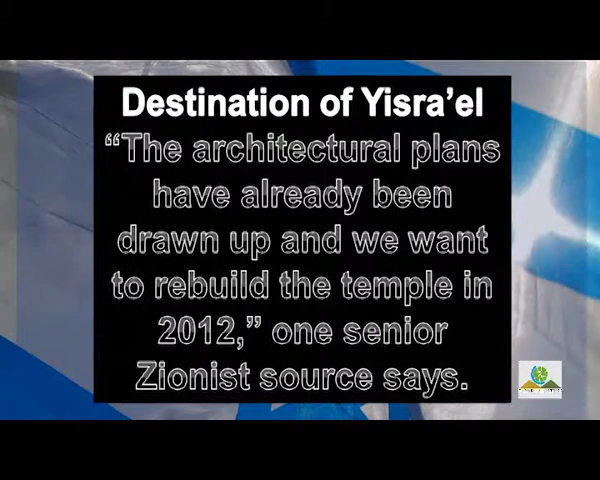 Destination of Yisra'el
“The architectural plans
have already been
drawn up and we want
to rebuild the temple in
2012,” one senior
Zionist source says.